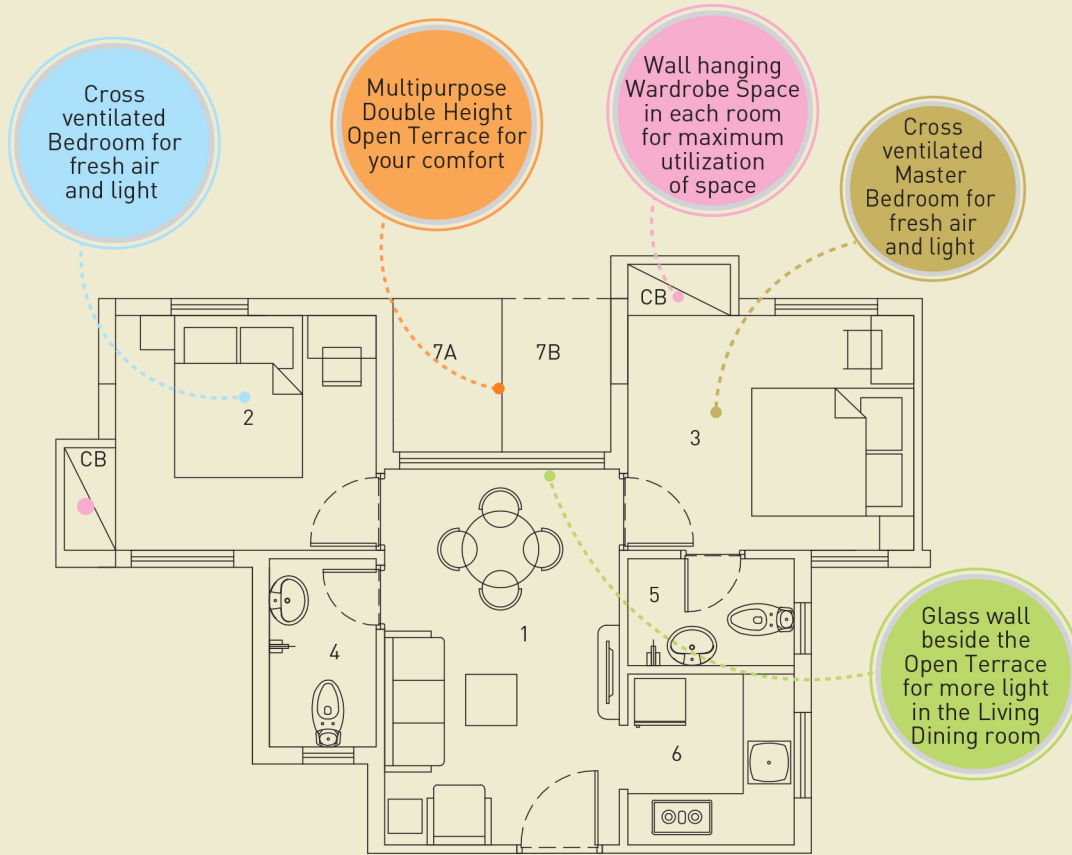 Cross
ventilated
Bedroom for
fresh air
and light
Multipurpose
Double Height
Open Terrace for
your comfort
Wall hanging
Wardrobe Space
in each room
for maximum
utilization
of space
Cross
ventilated
Master
Bedroom for
fresh air
and light
CB
7A
7B
2
3
CB
5
1
4
6
Glass wall
beside the
Open Terrace
for more light
in the Living
Dining room